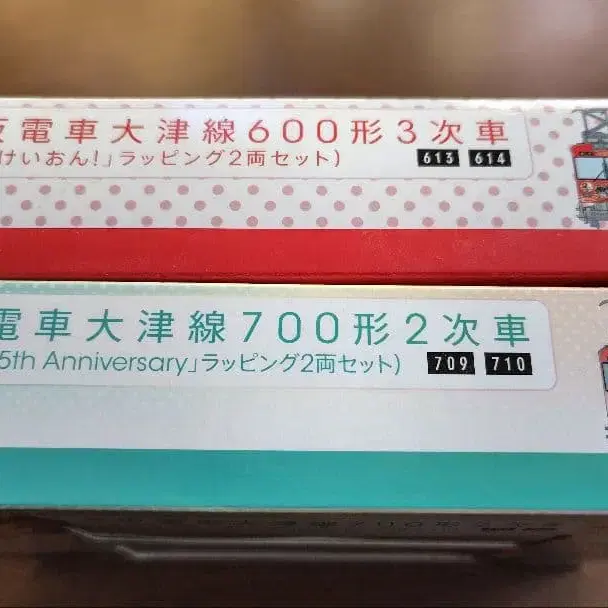 阪電車大津線600形3次車
けいおん!」ラッピング2両セット)
613 614
電車大津線700形2次車
5th Anniversary」ラッピング2両セット)
709 710